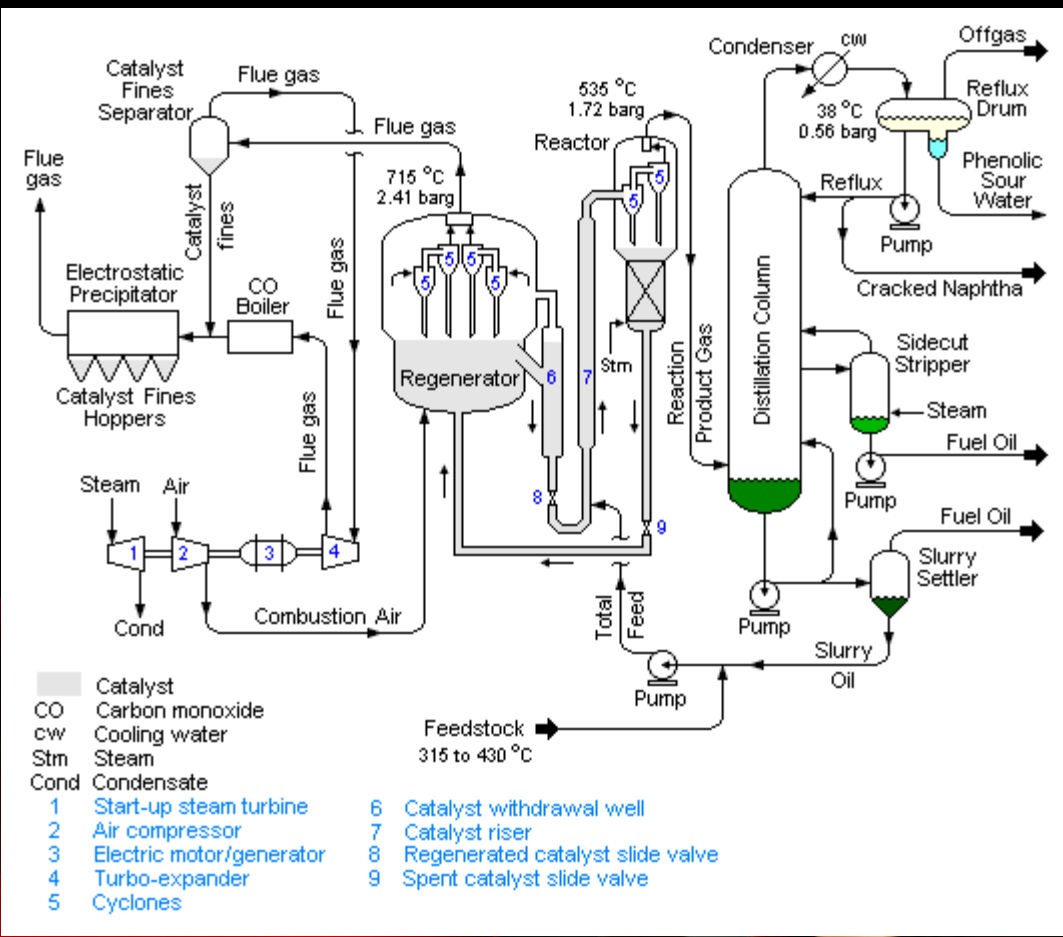 Catalyst
Fines
Separator
Flue gas
Flue gas
Flue
gas
Catalyst
fines
Flue gas
Electrostatic
Precipitator
CO
Boiler
Catalyst Fines
Hoppers
Flue gas
Steam
Air
1
2
3
4
Cond
Combustion Air
715 °C
2.41 barg
5
5
5
5
Regenerator
6
7
8
9
535 °C
1.72 barg
Reactor
5
5
Stm
Reaction
Product Gas
Total
Feed
Pump
Feedstock
315 to 430 °C
Condenser
CW
38 °C
0.56 barg
Offgas
Reflux
Drum
Phenolic
Sour
Water
Reflux
Pump
Cracked Naphtha
Distillation Column
Sidecut
Stripper
Steam
Fuel Oil
Pump
Fuel Oil
Slurry
Settler
Pump
Slurry
Oil
Catalyst
CO Carbon monoxide
CW Cooling water
Stm Steam
Cond Condensate
1 Start-up steam turbine
2 Air compressor
3 Electric motor/generator
4 Turbo-expander
5 Cyclones
6 Catalyst withdrawal well
7 Catalyst riser
8 Regenerated catalyst slide valve
9 Spent catalyst slide valve